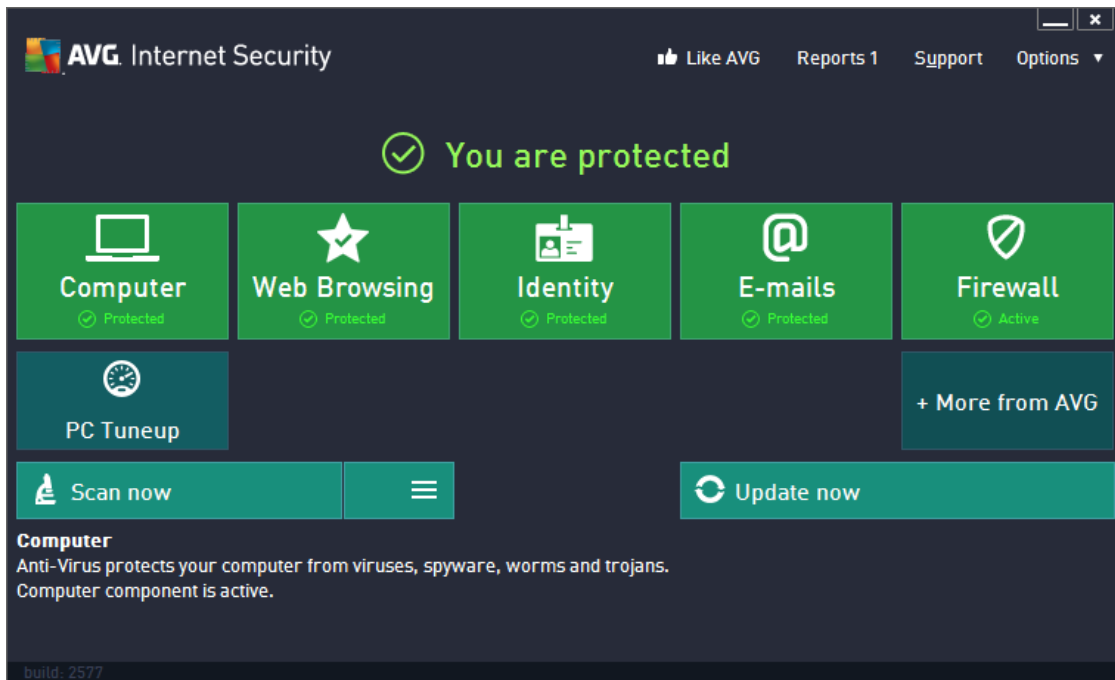 AVG. Internet Security
Like AVG Reports 1 Support Options
You are protected
Computer
Protected
Web Browsing
Protected
Identity
Protected
E-mails
Protected
Firewall
Active
PC Tuneup
+ More from AVG
Scan now
Update now
Computer
Anti-Virus protects your computer from viruses, spyware, worms and trojans.
Computer component is active.
build: 2577